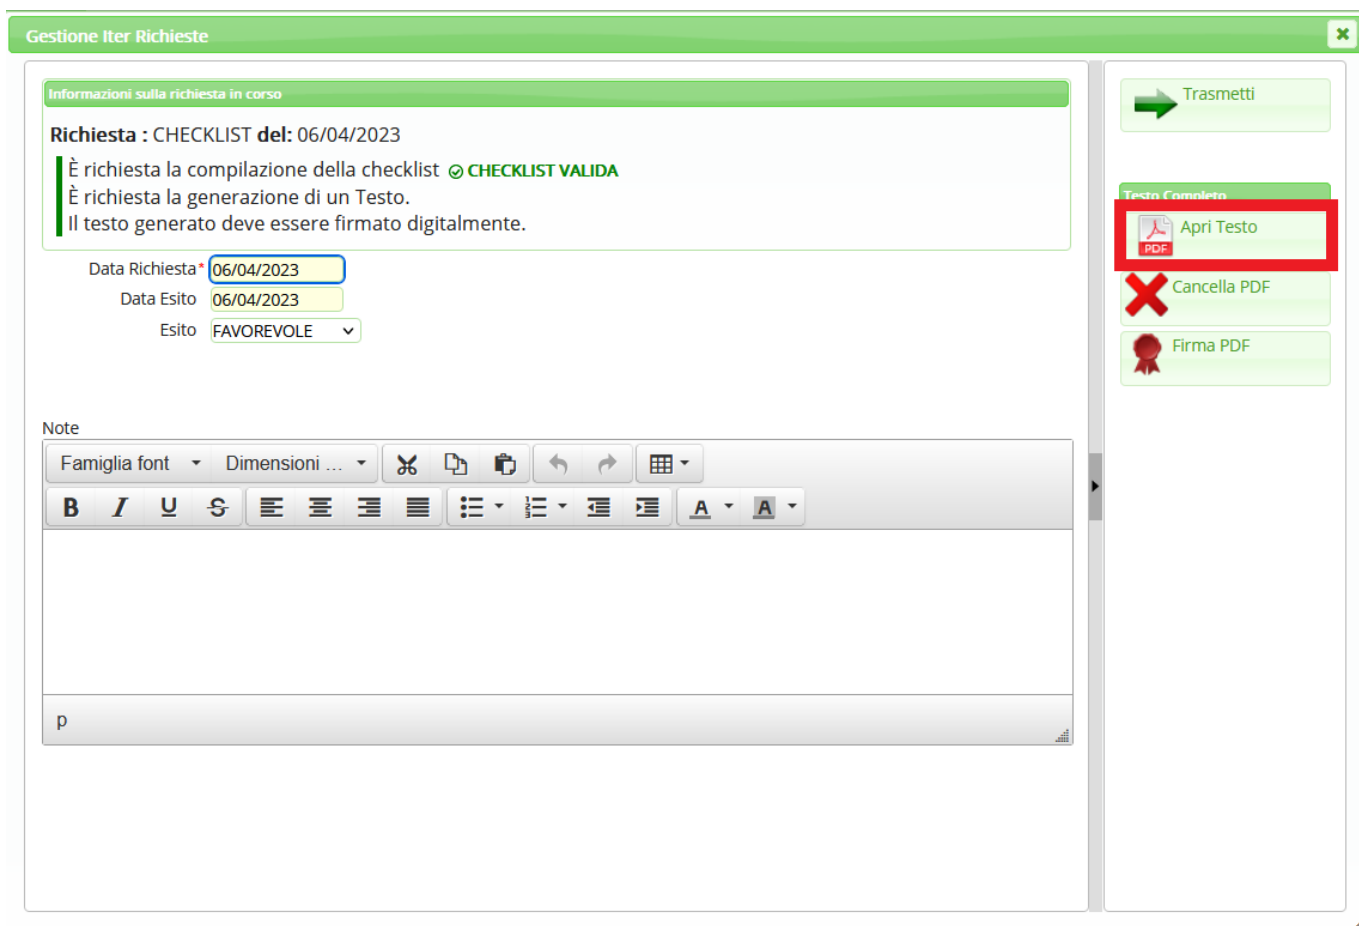 Gestione Iter Richieste
Informazioni sulla richiesta in corso
Richiesta : CHECKLIST del: 06/04/2023
È richiesta la compilazione della checklist CHECKLIST VALIDA
È richiesta la generazione di un Testo.
Il testo generato deve essere firmato digitalmente.
Data Richiesta* 06/04/2023
Data Esito 06/04/2023
Esito FAVOREVOLE
Note
Famiglia font Dimensioni ...
B I U S A A
p
Trasmetti
Testo Completo
PDF Apri Testo
Cancella PDF
Firma PDF